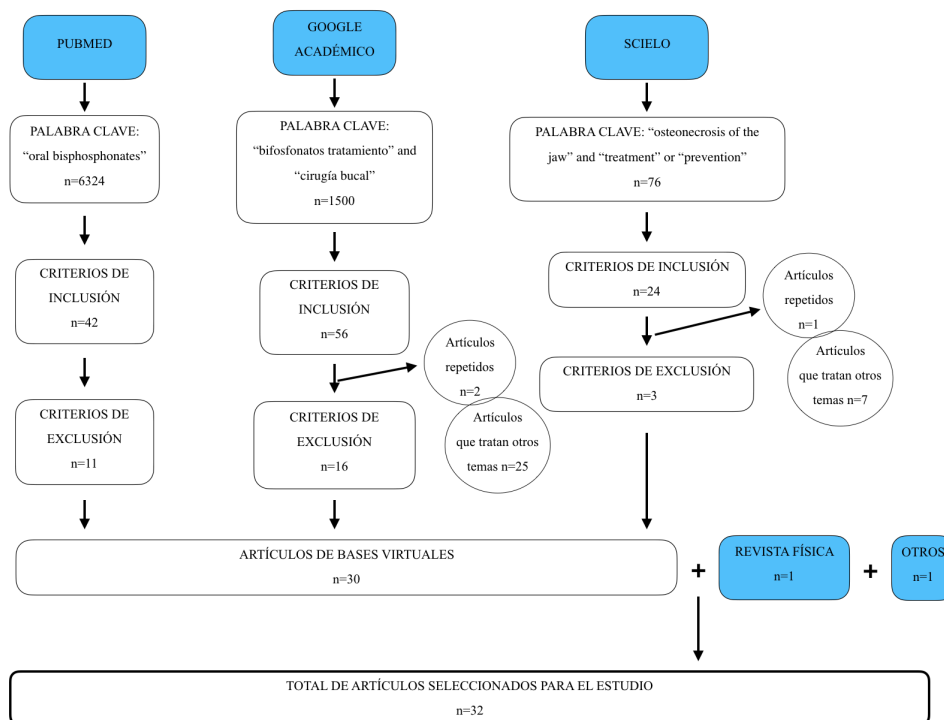 PUBMED
GOOGLE
ACADÉMICO
SCIELO
PALABRA CLAVE:
“oral bisphosphonates”
n=6324
PALABRA CLAVE:
“bifosfonatos tratamiento” and
“cirugía bucal”
n=1500
PALABRA CLAVE: “osteonecrosis of the
jaw” and “treatment” or “prevention”
n=76
CRITERIOS DE
INCLUSIÓN
n=42
CRITERIOS DE
INCLUSIÓN
n=56
CRITERIOS DE INCLUSIÓN
n=24
Artículos
repetidos
n=1
Artículos
que tratan otros
temas n=7
Artículos
repetidos
n=2
Artículos
que tratan otros
temas n=25
CRITERIOS DE
EXCLUSIÓN
n=11
CRITERIOS DE
EXCLUSIÓN
n=16
CRITERIOS DE EXCLUSIÓN
n=3
ARTÍCULOS DE BASES VIRTUALES
n=30
+
REVISTA FÍSICA
n=1
+
OTROS
n=1
TOTAL DE ARTÍCULOS SELECCIONADOS PARA EL ESTUDIO
n=32